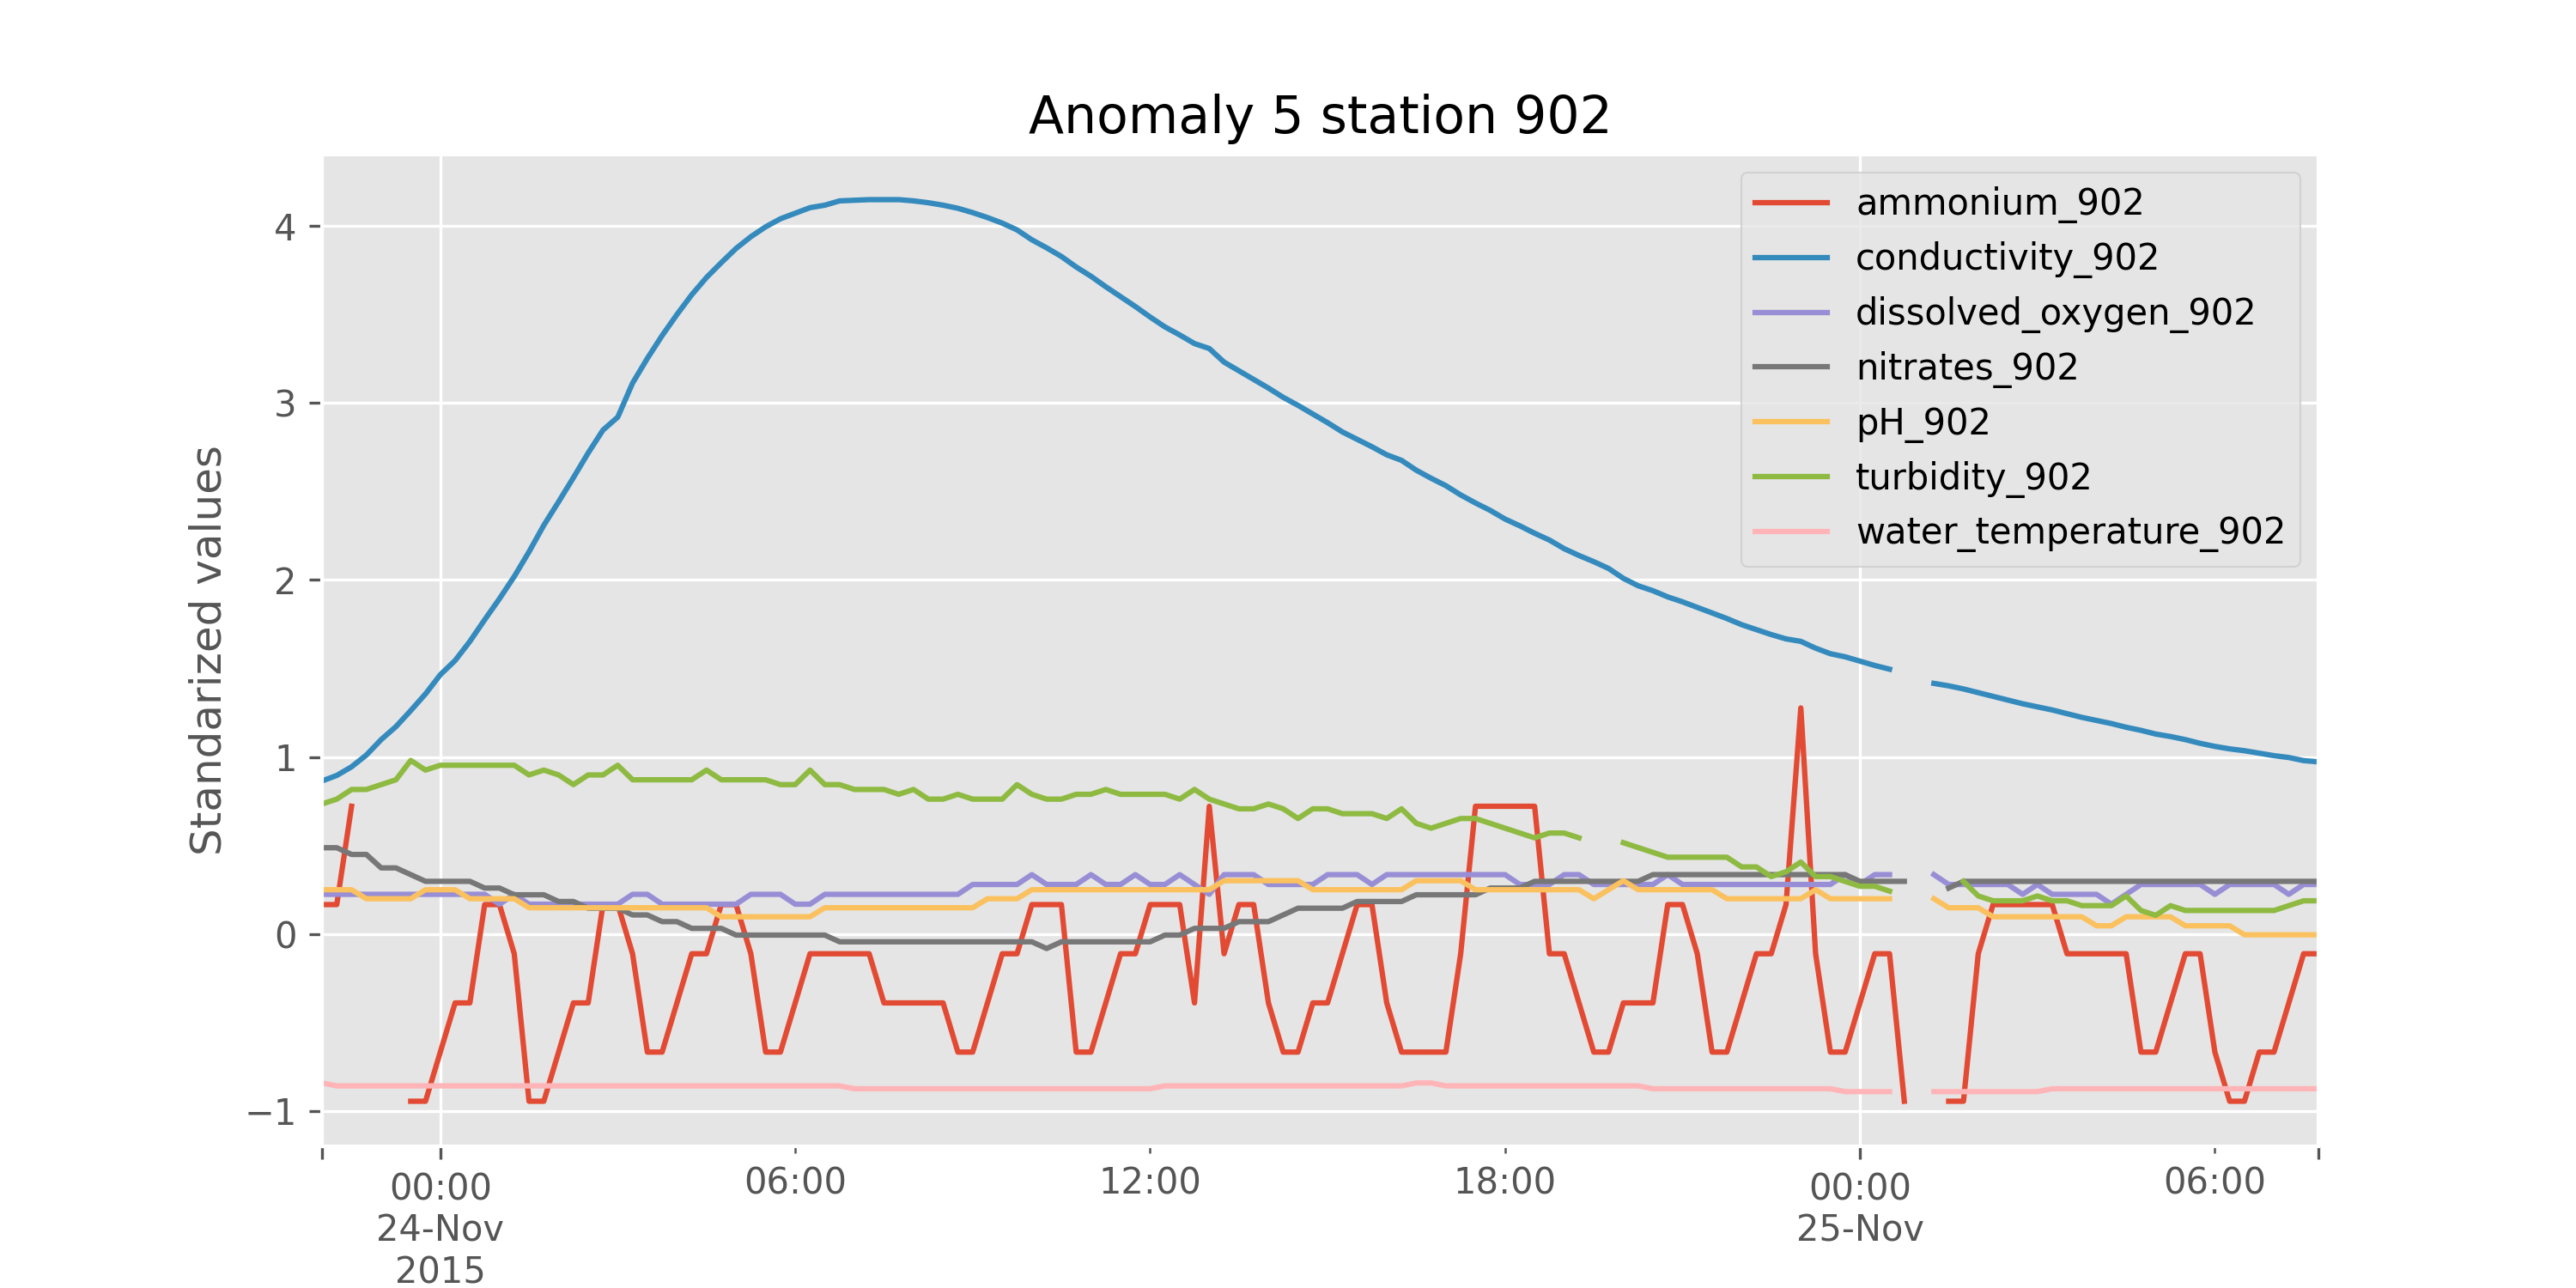 Anomaly 5 station 902
ammonium_902
conductivity_902
dissolved_oxygen_902
nitrates_902
pH_902
turbidity_902
water_temperature_902
Standarized values
4
3
2
1
0
−1
00:00
24-Nov
2015
06:00
12:00
18:00
00:00
25-Nov
06:00